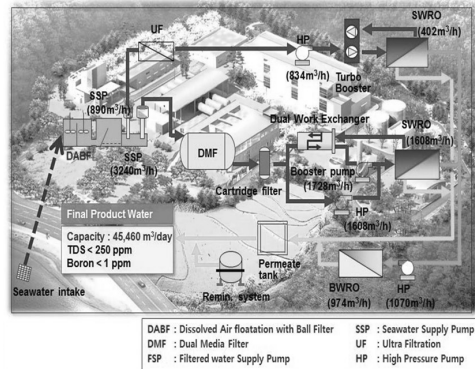 SWRO
(402m³/h)
UF
HP
(834m³/h)
Turbo
Booster
SSP
(890m³/h)
Dual Work Exchanger
SWRO
(1608m³/h)
DABF
SSP
(3240m³/h)
DMF
Cartridge filter
Booster pump
(1728m³/h)
HP
(1608m³/h)
Final Product Water
Capacity : 45,460 m³/day
TDS < 250 ppm
Boron < 1 ppm
Seawater intake
Permeate
tank
Remin. system
BWRO
(974m³/h)
HP
(1070m³/h)
DABF : Dissolved Air floatation with Ball Filter
DMF : Dual Media Filter
FSP : Filtered water Supply Pump
SSP : Seawater Supply Pump
UF : Ultra Filtration
HP : High Pressure Pump